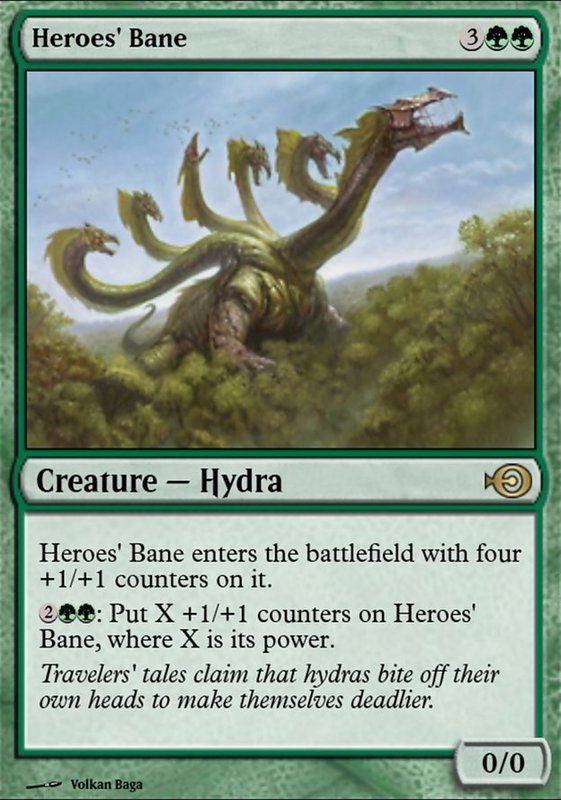 Heroes' Bane 3
Creature — Hydra
Heroes' Bane enters the battlefield with four
+1/+1 counters on it.
2: Put X +1/+1 counters on Heroes'
Bane, where X is its power.
Travelers' tales claim that hydras bite off their
own heads to make themselves deadlier.
0/0
Volkan Baga